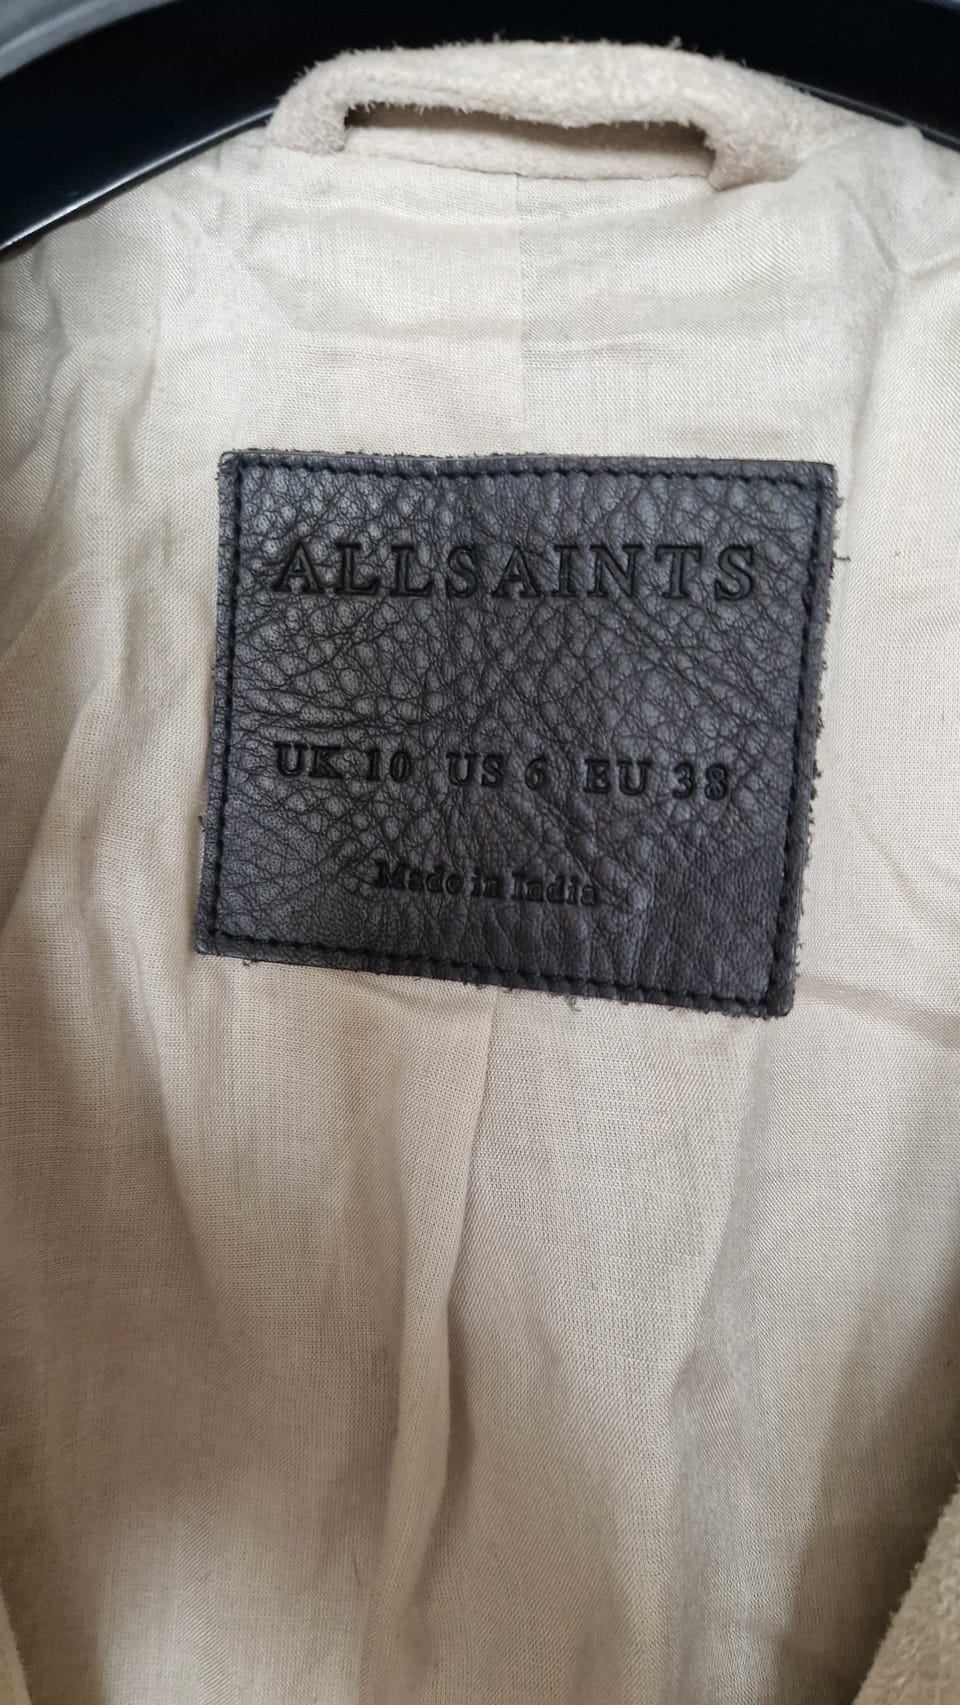 ALLSAINTS
UK 10 US 6 EU 38
Made in India